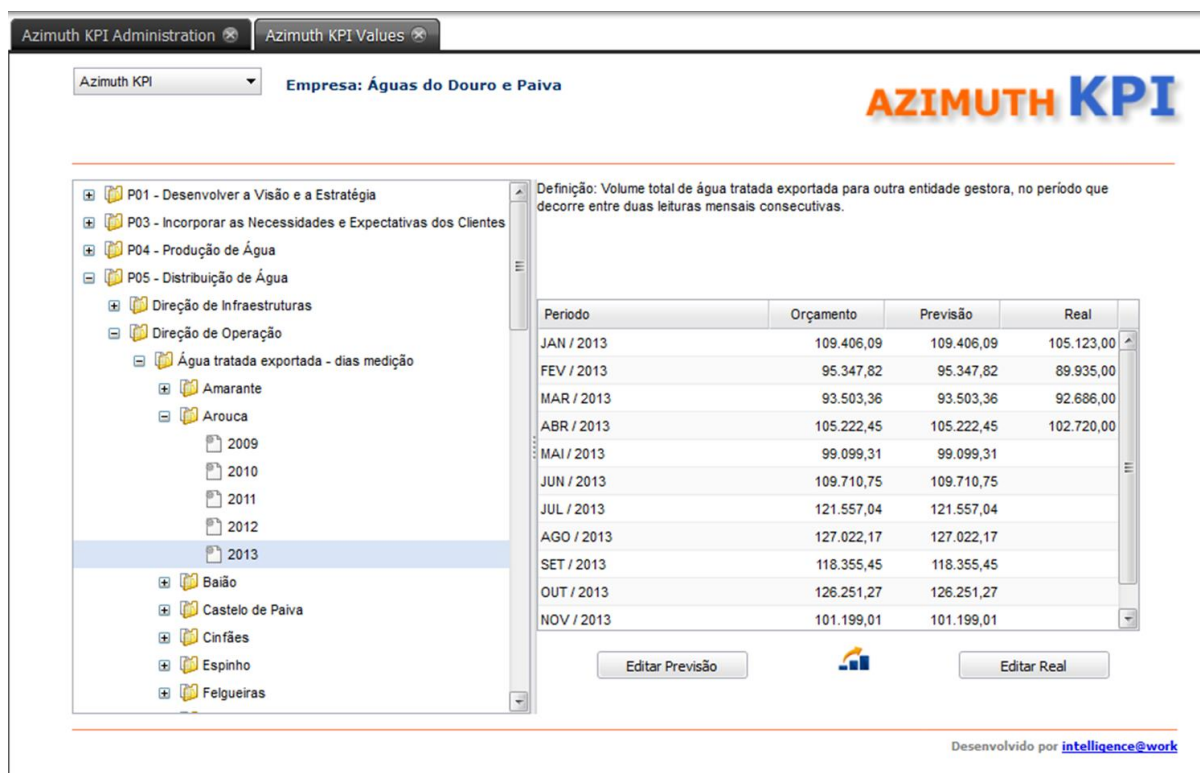 Azimuth KPI Administration
Azimuth KPI Values
Azimuth KPI
Empresa: Águas do Douro e Paiva
AZIMUTH KPI
P01 - Desenvolver a Visão e a Estratégia
P03 - Incorporar as Necessidades e Expectativas dos Clientes
P04 - Produção de Água
P05 - Distribuição de Água
Direção de Infraestruturas
Direção de Operação
Água tratada exportada - dias medição
Amarante
Arouca
2009
2010
2011
2012
2013
Baião
Castelo de Paiva
Cinfães
Espinho
Felgueiras
Definição: Volume total de água tratada exportada para outra entidade gestora, no período que
decorre entre duas leituras mensais consecutivas.
Periodo Orçamento Previsão Real
JAN / 2013 109.406,09 109.406,09 105.123,00
FEV / 2013 95.347,82 95.347,82 89.935,00
MAR / 2013 93.503,36 93.503,36 92.686,00
ABR / 2013 105.222,45 105.222,45 102.720,00
MAI / 2013 99.099,31 99.099,31
JUN / 2013 109.710,75 109.710,75
JUL / 2013 121.557,04 121.557,04
AGO / 2013 127.022,17 127.022,17
SET / 2013 118.355,45 118.355,45
OUT / 2013 126.251,27 126.251,27
NOV / 2013 101.199,01 101.199,01
Editar Previsão
Editar Real
Desenvolvido por intelligence@work